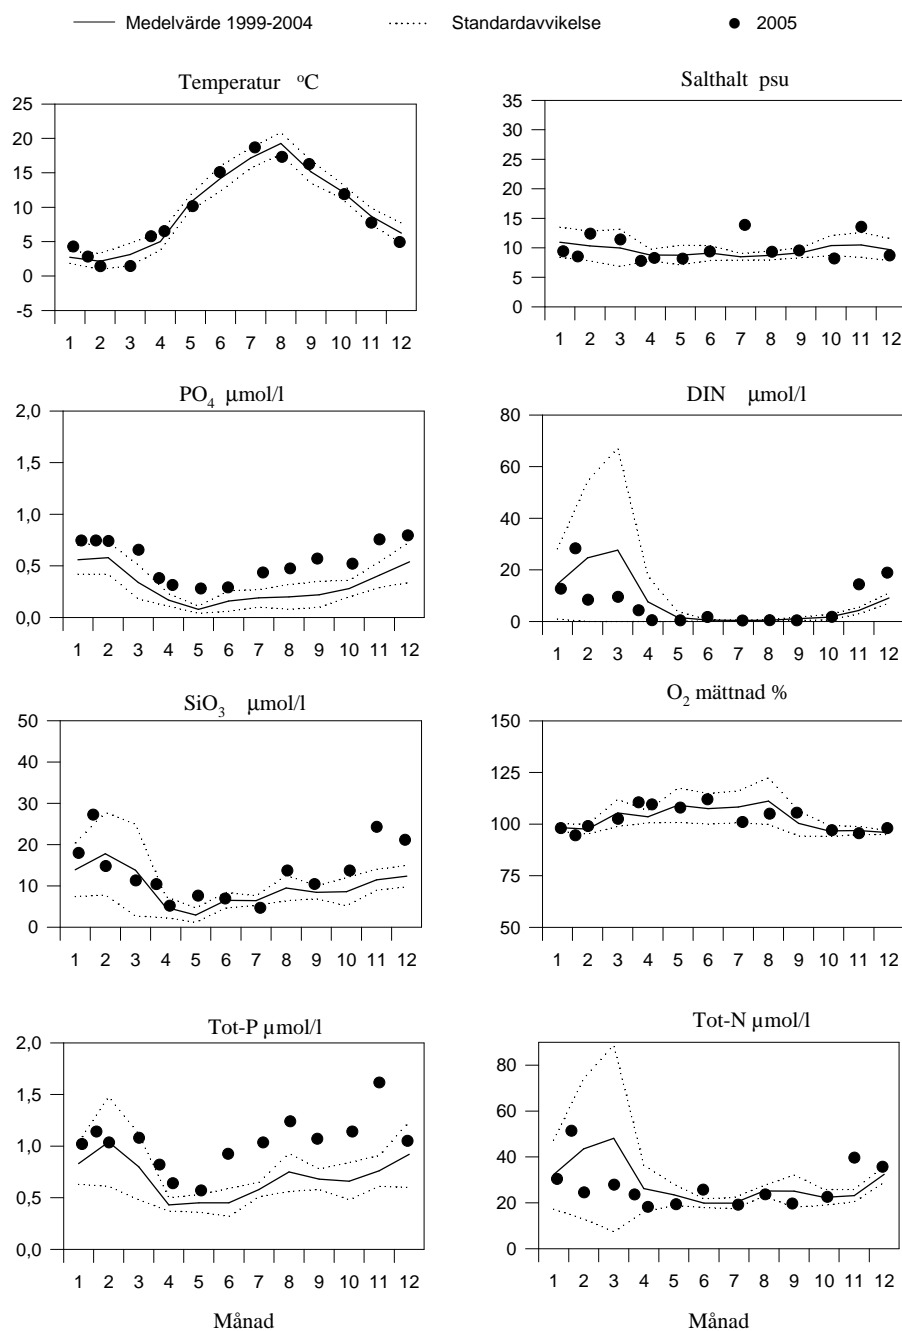 Medelvärde 1999-2004 Standardavvikelse 2005
Temperatur °C
25
20
15
10
5
0
-5
1 2 3 4 5 6 7 8 9 10 11 12
Salthalt psu
35
30
25
20
15
10
5
0
1 2 3 4 5 6 7 8 9 10 11 12
PO4 µmol/l
2,0
1,5
1,0
0,5
0,0
1 2 3 4 5 6 7 8 9 10 11 12
DIN µmol/l
80
60
40
20
0
1 2 3 4 5 6 7 8 9 10 11 12
SiO3 µmol/l
50
40
30
20
10
0
1 2 3 4 5 6 7 8 9 10 11 12
O2 mättnad %
150
125
100
75
50
1 2 3 4 5 6 7 8 9 10 11 12
Tot-P µmol/l
2,0
1,5
1,0
0,5
0,0
1 2 3 4 5 6 7 8 9 10 11 12
Månad
Tot-N µmol/l
80
60
40
20
0
1 2 3 4 5 6 7 8 9 10 11 12
Månad